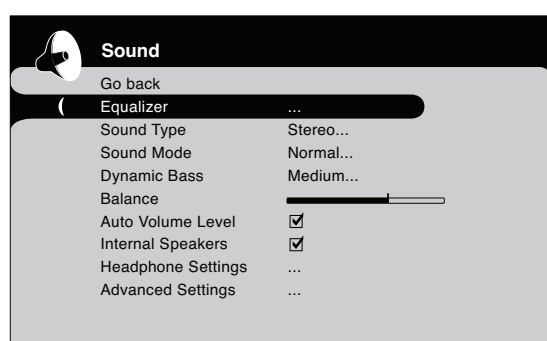 Sound
Go back
Equalizer ...
Sound Type Stereo...
Sound Mode Normal...
Dynamic Bass Medium...
Balance
Auto Volume Level
Internal Speakers
Headphone Settings ...
Advanced Settings ...